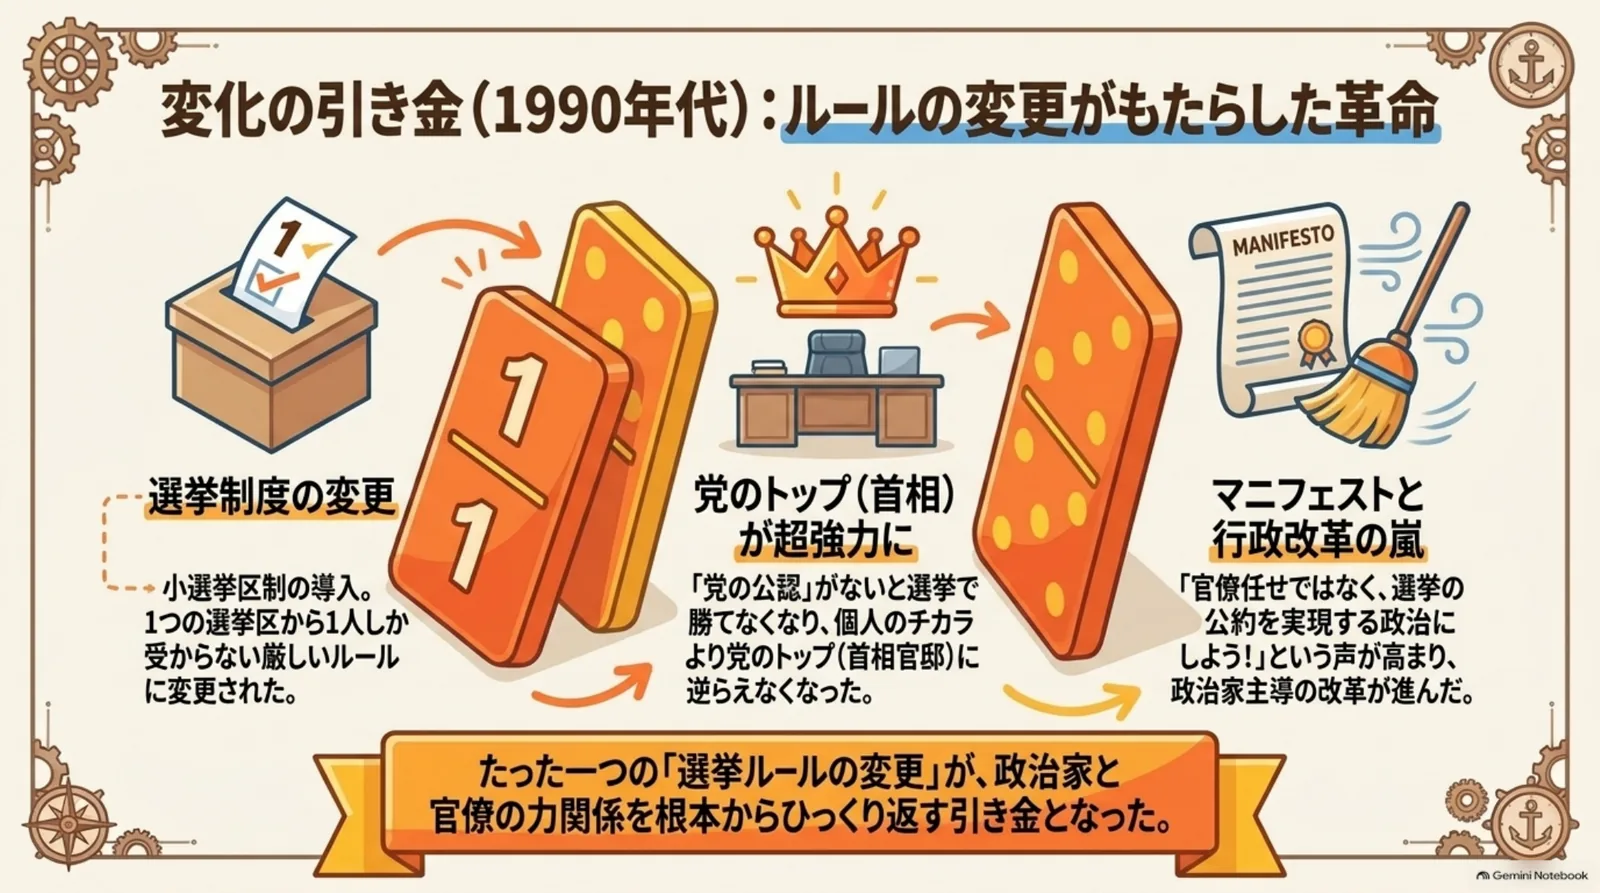 変化の引き金（1990年代）：ルールの変更がもたらした革命
1
選挙制度の変更
小選挙区制の導入。
1つの選挙区から1人しか
受からない厳しいルール
に変更された。
1
1
党のトップ（首相）
が超強力に
「党の公認」がないと選挙で
勝てなくなり、個人のチカラ
より党のトップ（首相官邸）に
逆らえなくなった。
MANIFESTO
マニフェストと
行政改革の嵐
「官僚任せではなく、選挙の
公約を実現する政治に
しよう！」という声が高まり、
政治家主導の改革が進んだ。
たった一つの「選挙ルールの変更」が、政治家と
官僚の力関係を根本からひっくり返す引き金となった。
Gemini Notebook